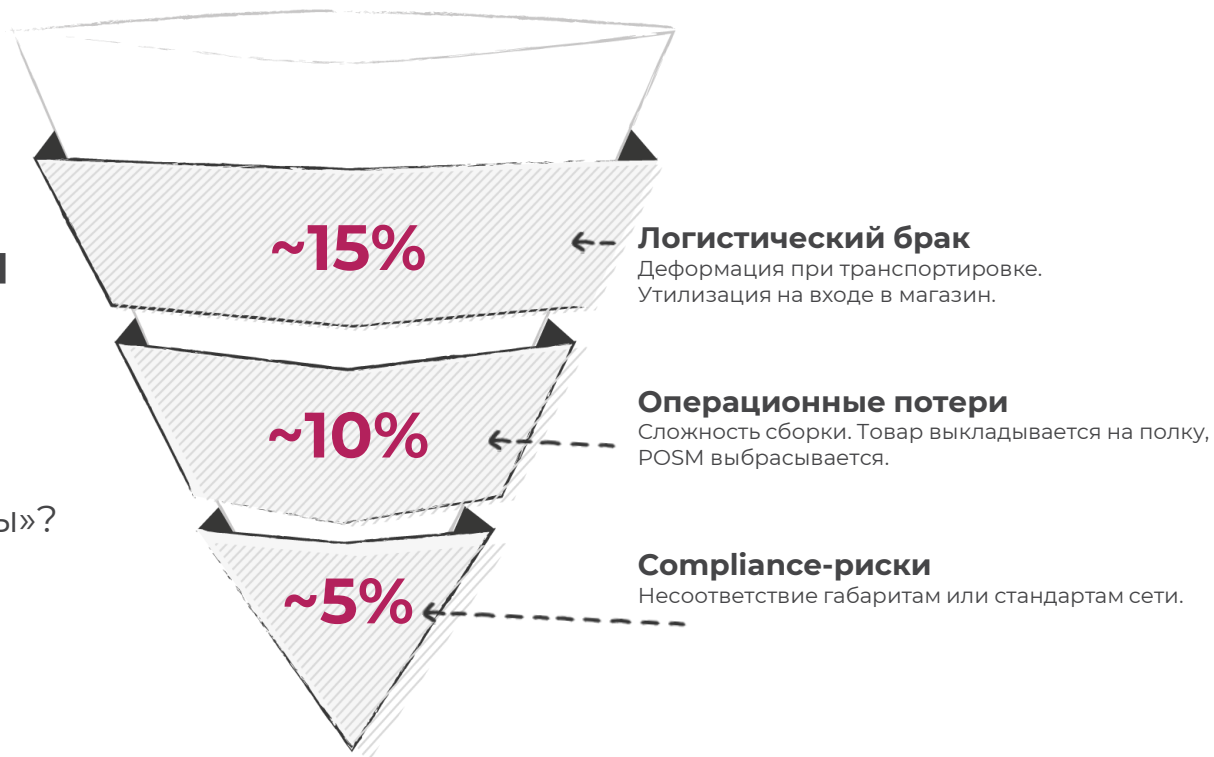 ~15%
Логистический брак
Деформация при транспортировке.
Утилизация на входе в магазин.
~10%
Операционные потери
Сложность сборки. Товар выкладывается на полку,
POSM выбрасывается.
ы»?
~5%
Compliance-риски
Несоответствие габаритам или стандартам сети.